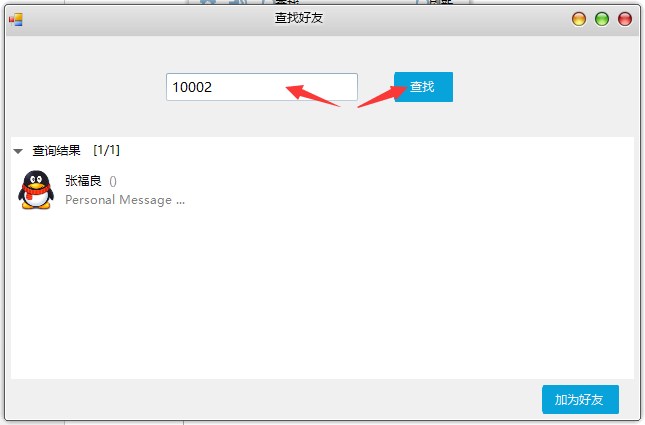 查找好友
10002
查找
查询结果 [1/1]
张福良 ()
Personal Message ...
加为好友